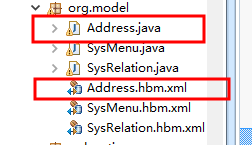 org.model
Address.java
SysMenu.java
SysRelation.java
Address.hbm.xml
SysMenu.hbm.xml
SysRelation.hbm.xml